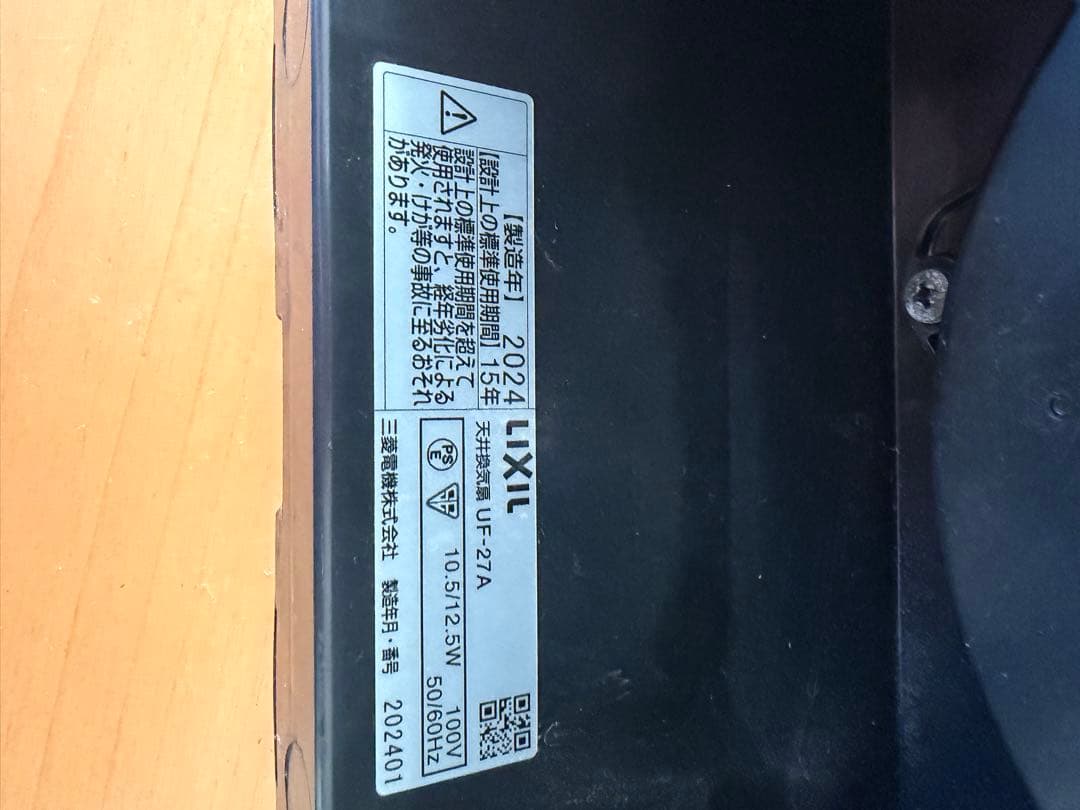 【製造年】 2024
【設計上の標準使用期間】 15年
設計上の標準使用期間を超えて
使用されますと、経年劣化による
発火・けが等の事故に至るおそれ
があります。
LIXIL
天井換気扇 UF-27A
PS
E
10.5/12.5W 100V
50/60Hz
三菱電機株式会社 製造年月・番号 202401